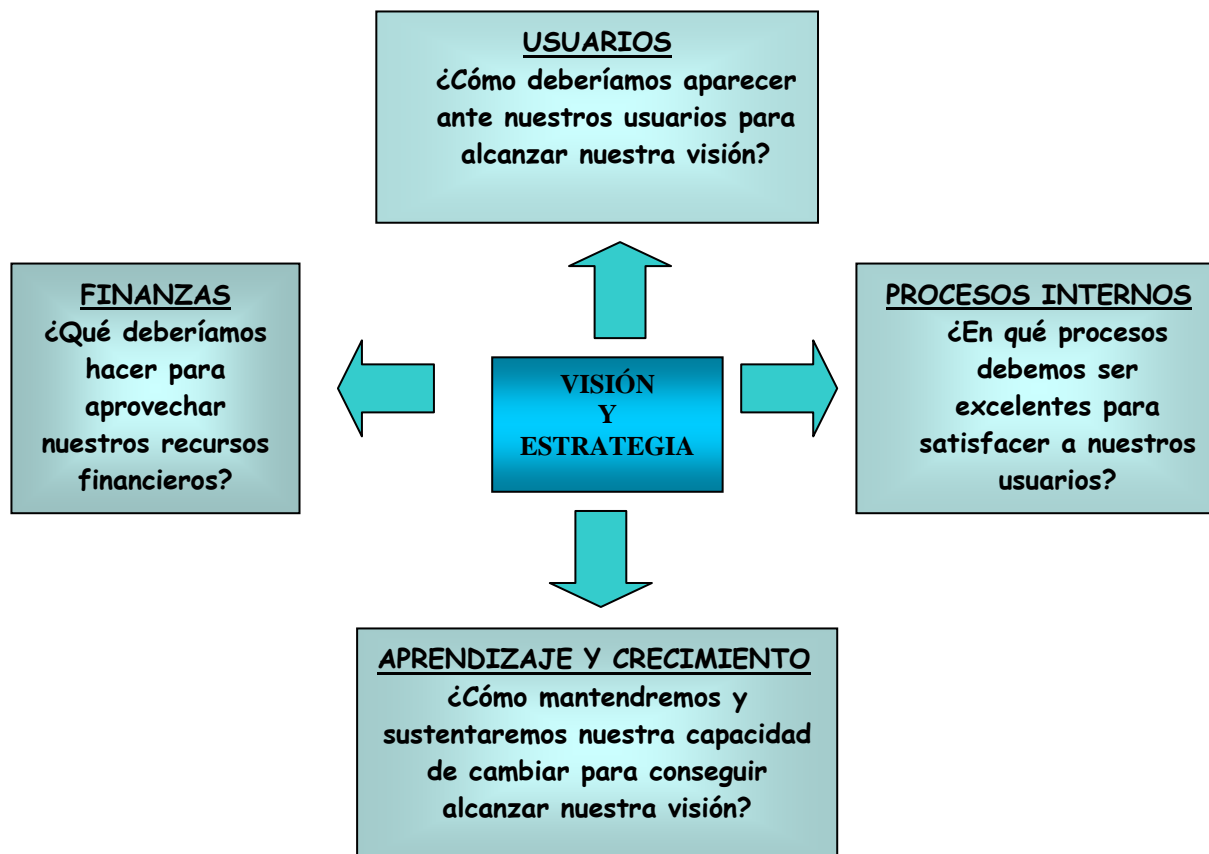 USUARIOS
¿Cómo deberíamos aparecer
ante nuestros usuarios para
alcanzar nuestra visión?
FINANZAS
¿Qué deberíamos
hacer para
aprovechar
nuestros recursos
financieros?
VISIÓN
Y
ESTRATEGIA
PROCESOS INTERNOS
¿En qué procesos
debemos ser
excelentes para
satisfacer a nuestros
usuarios?
APRENDIZAJE Y CRECIMIENTO
¿Cómo mantendremos y
sustentaremos nuestra capacidad
de cambiar para conseguir
alcanzar nuestra visión?